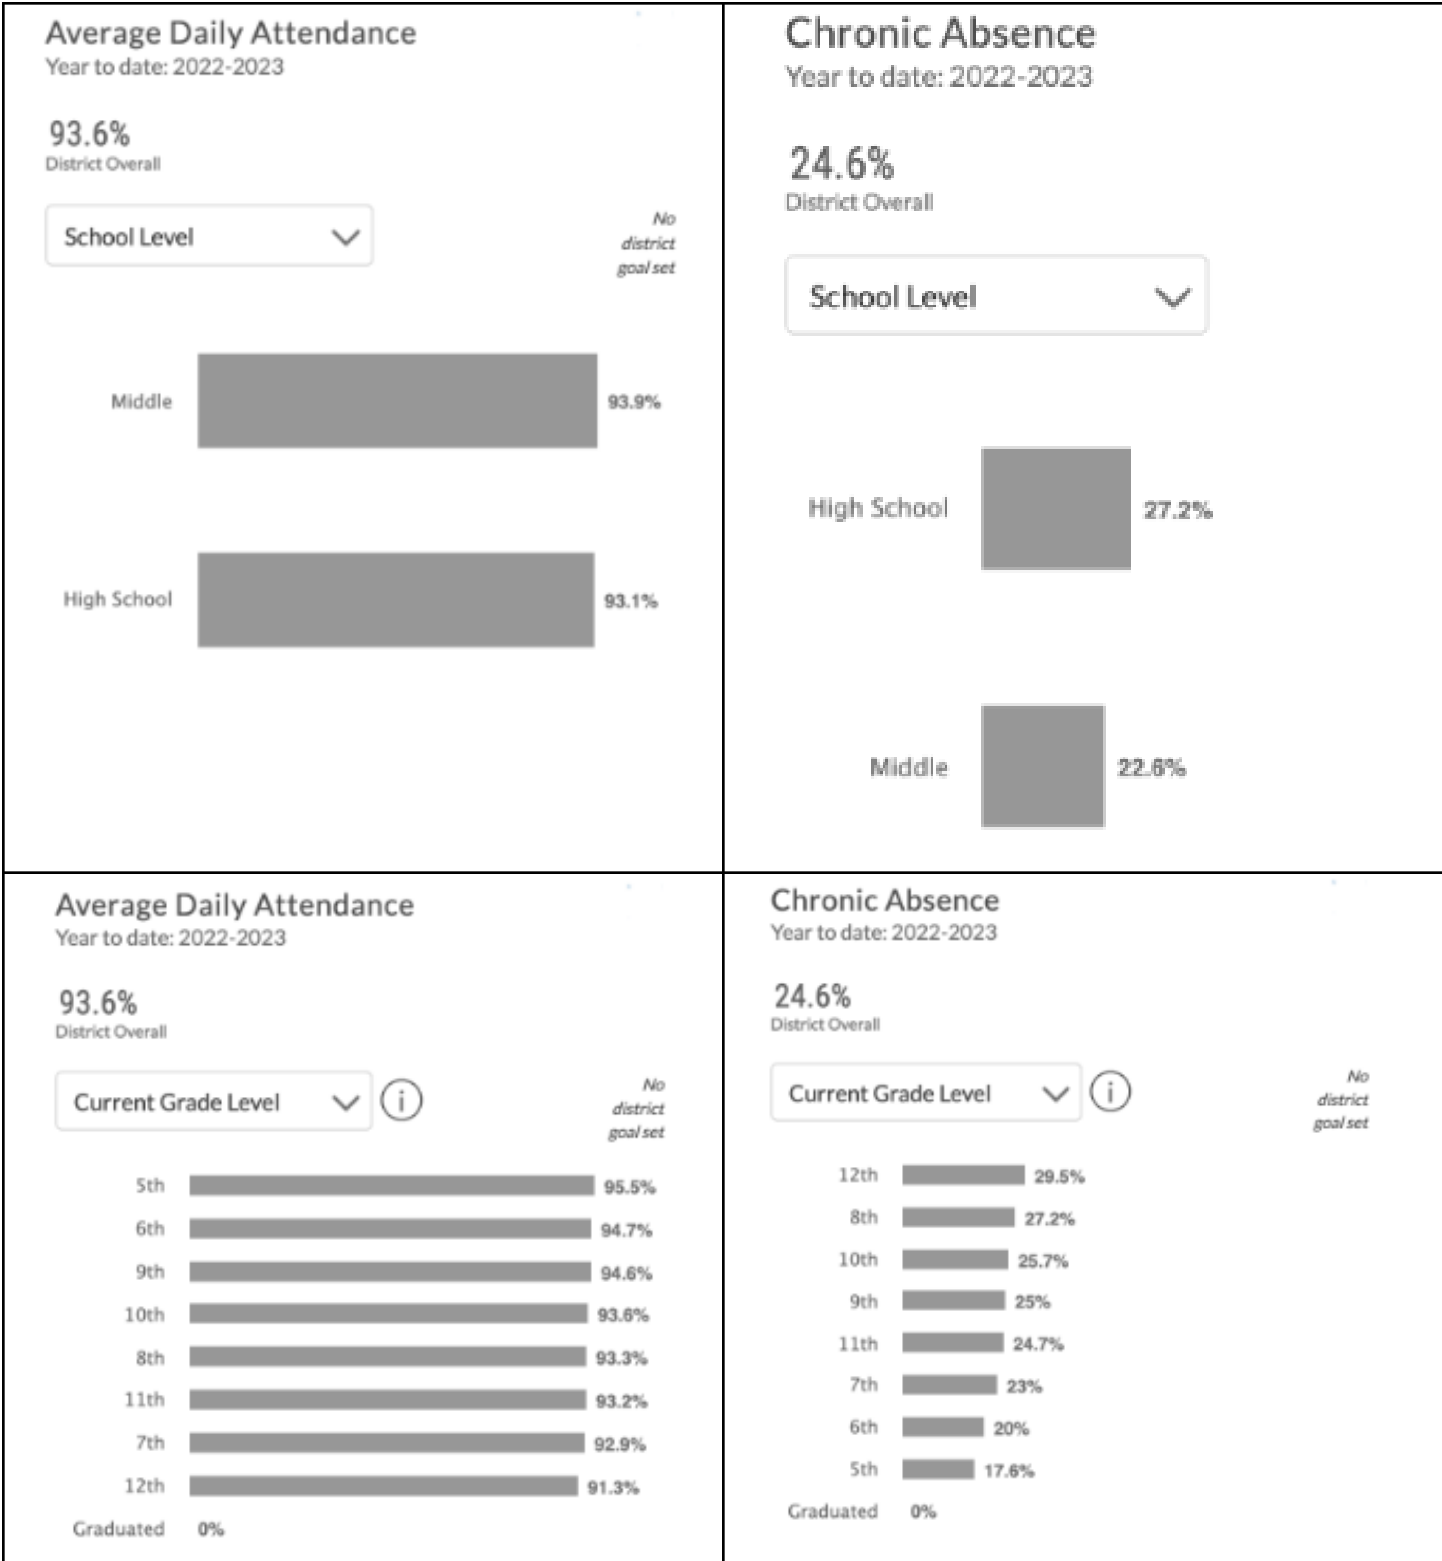 Average Daily Attendance
Year to date: 2022-2023
93.6%
District Overall
School Level
No
district
goal set
Middle 93.9%
High School 93.1%
Chronic Absence
Year to date: 2022-2023
24.6%
District Overall
School Level
High School 27.2%
Middle 22.6%
Average Daily Attendance
Year to date: 2022-2023
93.6%
District Overall
Current Grade Level i
No
district
goal set
5th 95.5%
6th 94.7%
9th 94.6%
10th 93.6%
8th 93.3%
11th 93.2%
7th 92.9%
12th 91.3%
Graduated 0%
Chronic Absence
Year to date: 2022-2023
24.6%
District Overall
Current Grade Level i
No
district
goal set
12th 29.5%
8th 27.2%
10th 25.7%
9th 25%
11th 24.7%
7th 23%
6th 20%
5th 17.6%
Graduated 0%